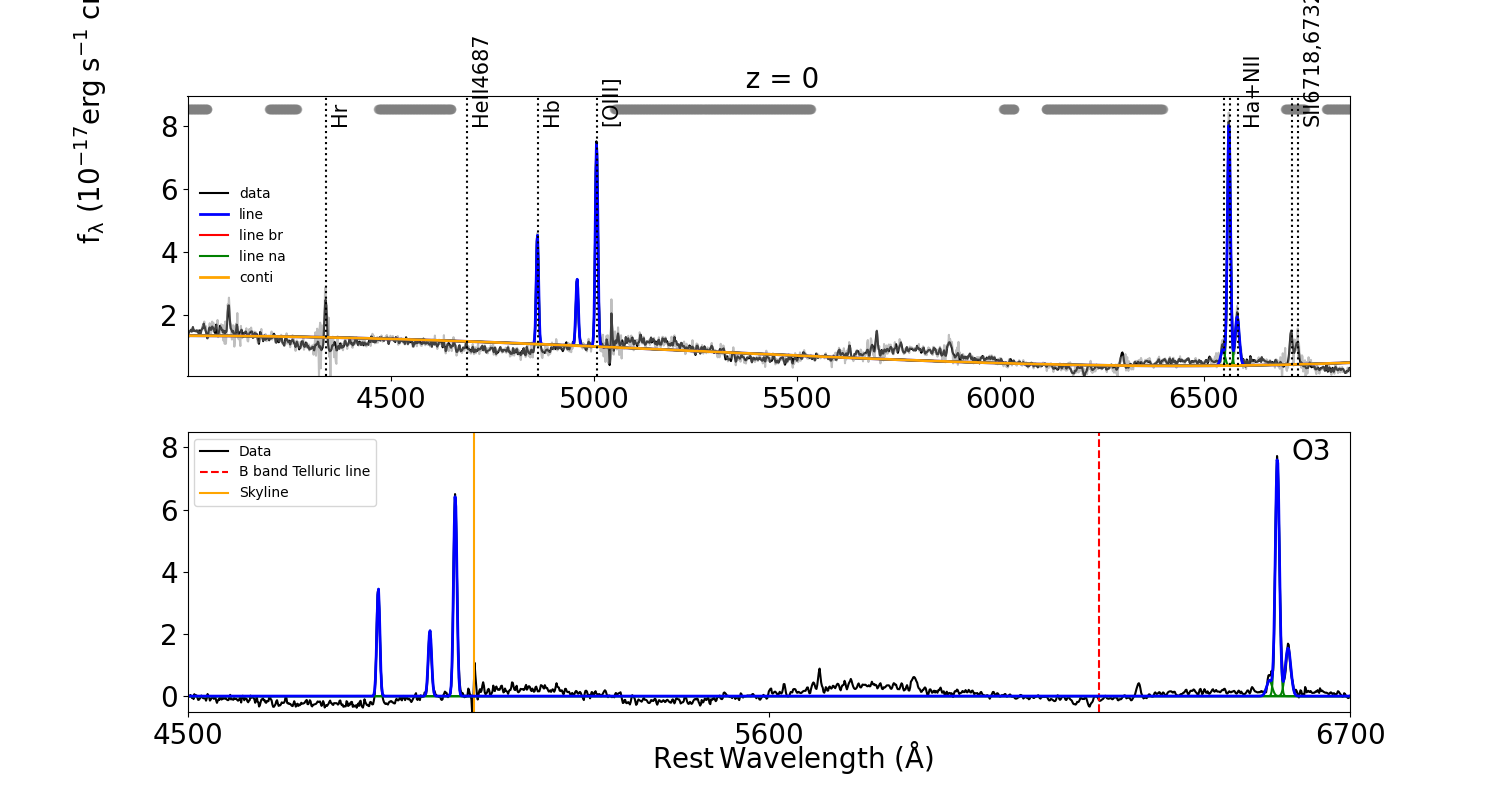 z = 0
f_λ (10^−17 erg s^−1
Hr
HeII4687
Hb
[OIII]
Ha+NII
SII6718,6732
8
6
4
2
data
line
line br
line na
conti
4500
5000
5500
6000
6500
8
6
4
2
0
Data
B band Telluric line
Skyline
O3
4500
5600
6700
Rest Wavelength (Å)